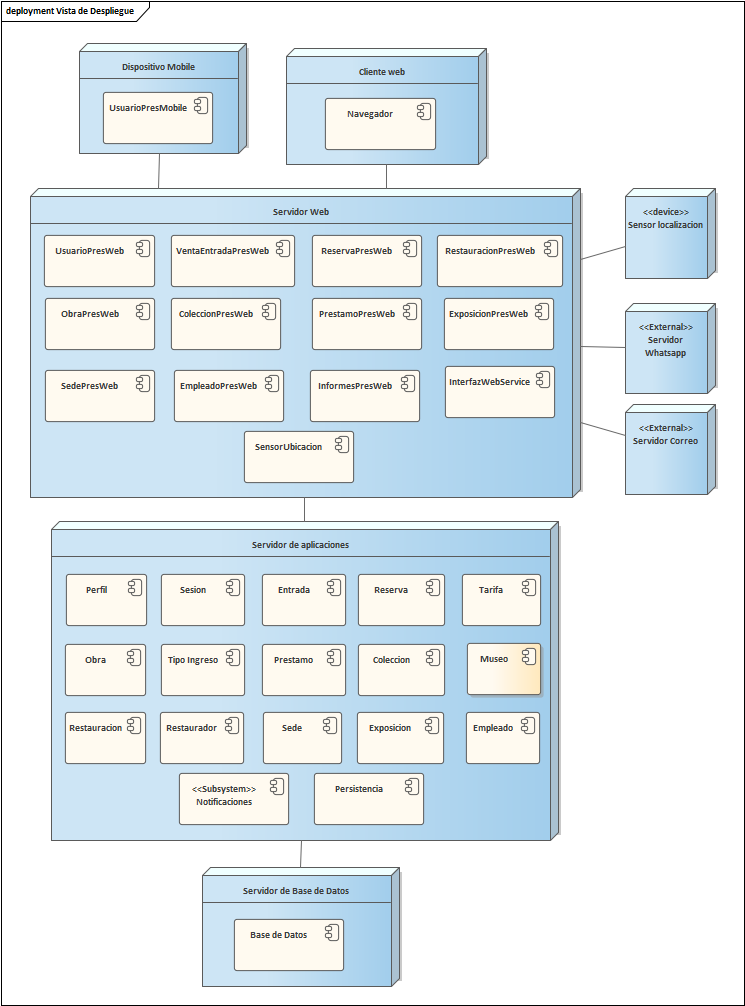 deployment Vista de Despliegue
Dispositivo Mobile
UsuarioPresMobile
Cliente web
Navegador
Servidor Web
UsuarioPresWeb
VentaEntradaPresWeb
ReservaPresWeb
RestauracionPresWeb
ObraPresWeb
ColeccionPresWeb
PrestamoPresWeb
ExposicionPresWeb
SedePresWeb
EmpleadoPresWeb
InformesPresWeb
InterfazWebService
SensorUbicacion
<<device>>
Sensor localizacion
<<External>>
Servidor
Whatsapp
<<External>>
Servidor Correo
Servidor de aplicaciones
Perfil
Sesion
Entrada
Reserva
Tarifa
Obra
Tipo Ingreso
Prestamo
Coleccion
Museo
Restauracion
Restaurador
Sede
Exposicion
Empleado
<<Subsystem>>
Notificaciones
Persistencia
Servidor de Base de Datos
Base de Datos